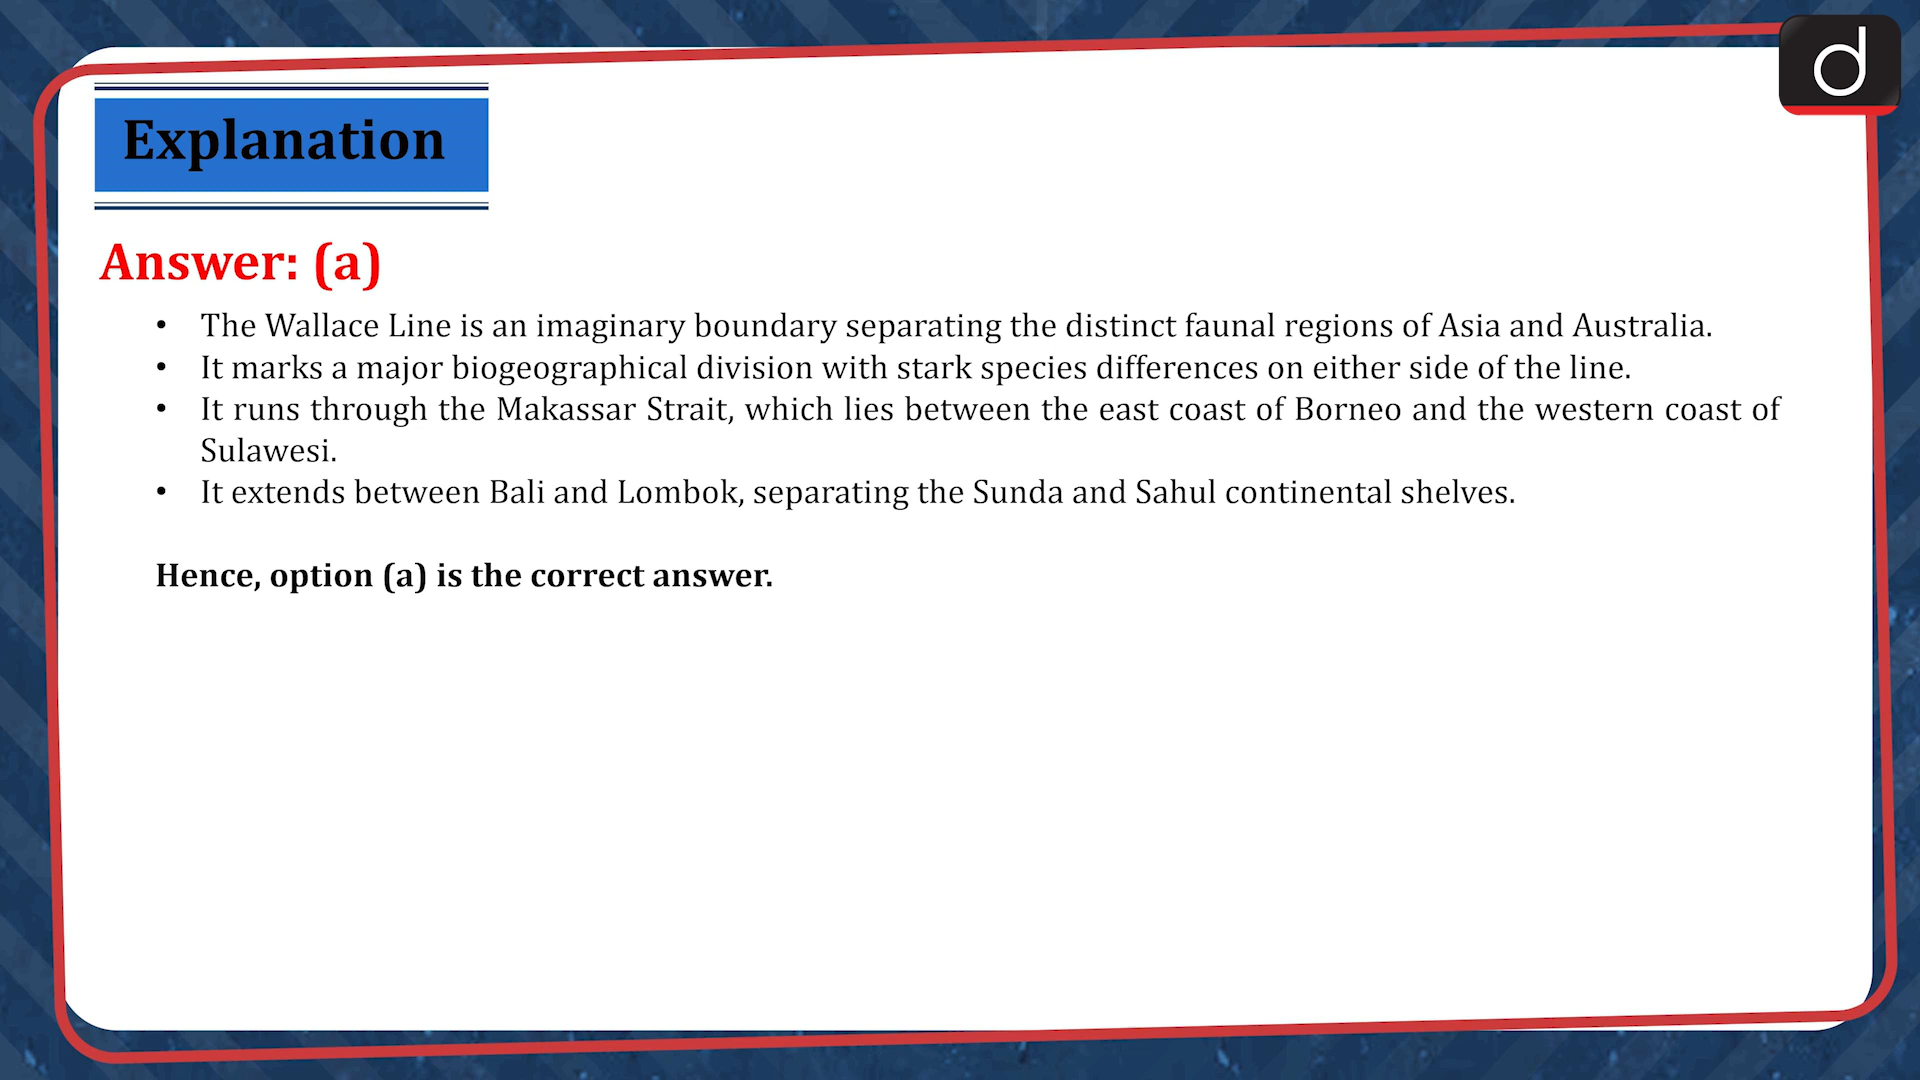 d
Explanation
Answer: (a)
• The Wallace Line is an imaginary boundary separating the distinct faunal regions of Asia and Australia.
• It marks a major biogeographical division with stark species differences on either side of the line.
• It runs through the Makassar Strait, which lies between the east coast of Borneo and the western coast of
Sulawesi.
• It extends between Bali and Lombok, separating the Sunda and Sahul continental shelves.
Hence, option (a) is the correct answer.